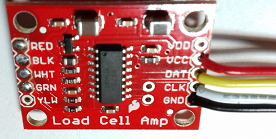 RED
BLK
WHT
GRN
YLW
VDD
VCC
DAT
CLK
GND
Load Cell Amp